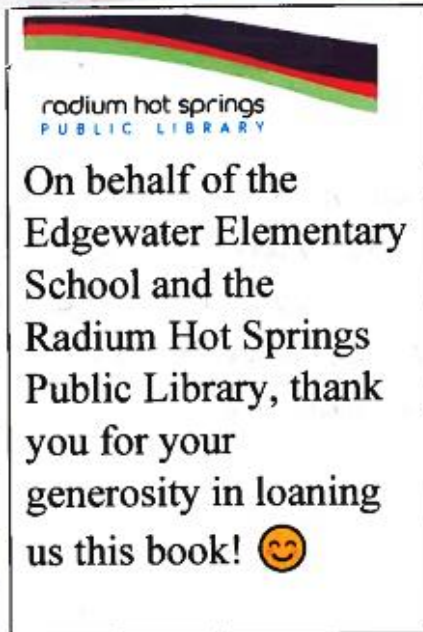 radium hot springs
PUBLIC LIBRARY
On behalf of the
Edgewater Elementary
School and the
Radium Hot Springs
Public Library, thank
you for your
generosity in loaning
us this book! 😊